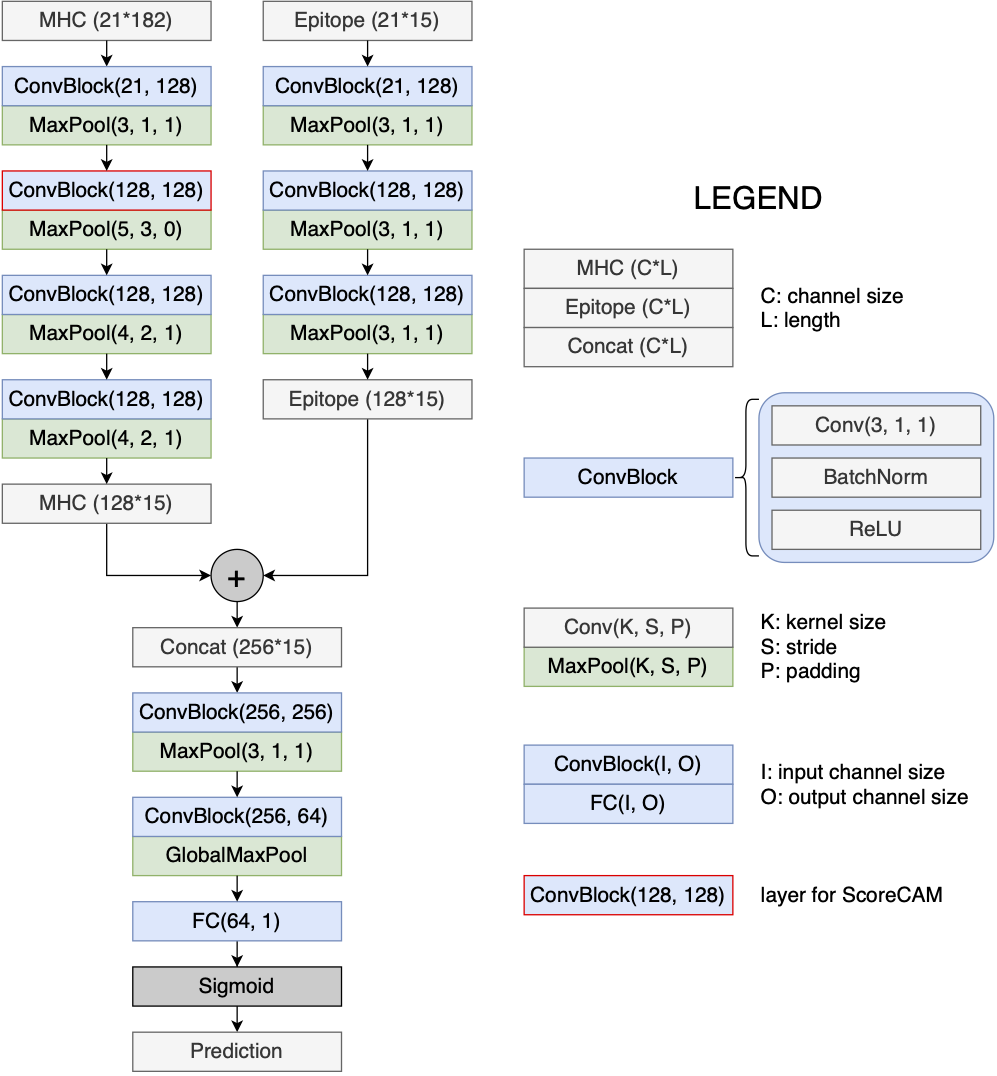 MHC (21*182)
ConvBlock(21, 128)
MaxPool(3, 1, 1)
ConvBlock(128, 128)
MaxPool(5, 3, 0)
ConvBlock(128, 128)
MaxPool(4, 2, 1)
ConvBlock(128, 128)
MaxPool(4, 2, 1)
MHC (128*15)
Epitope (21*15)
ConvBlock(21, 128)
MaxPool(3, 1, 1)
ConvBlock(128, 128)
MaxPool(3, 1, 1)
ConvBlock(128, 128)
MaxPool(3, 1, 1)
Epitope (128*15)
+
Concat (256*15)
ConvBlock(256, 256)
MaxPool(3, 1, 1)
ConvBlock(256, 64)
GlobalMaxPool
FC(64, 1)
Sigmoid
Prediction
LEGEND
MHC (C*L)
Epitope (C*L)
Concat (C*L)
C: channel size
L: length
ConvBlock
Conv(3, 1, 1)
BatchNorm
ReLU
Conv(K, S, P)
MaxPool(K, S, P)
K: kernel size
S: stride
P: padding
ConvBlock(I, O)
FC(I, O)
I: input channel size
O: output channel size
ConvBlock(128, 128)
layer for ScoreCAM